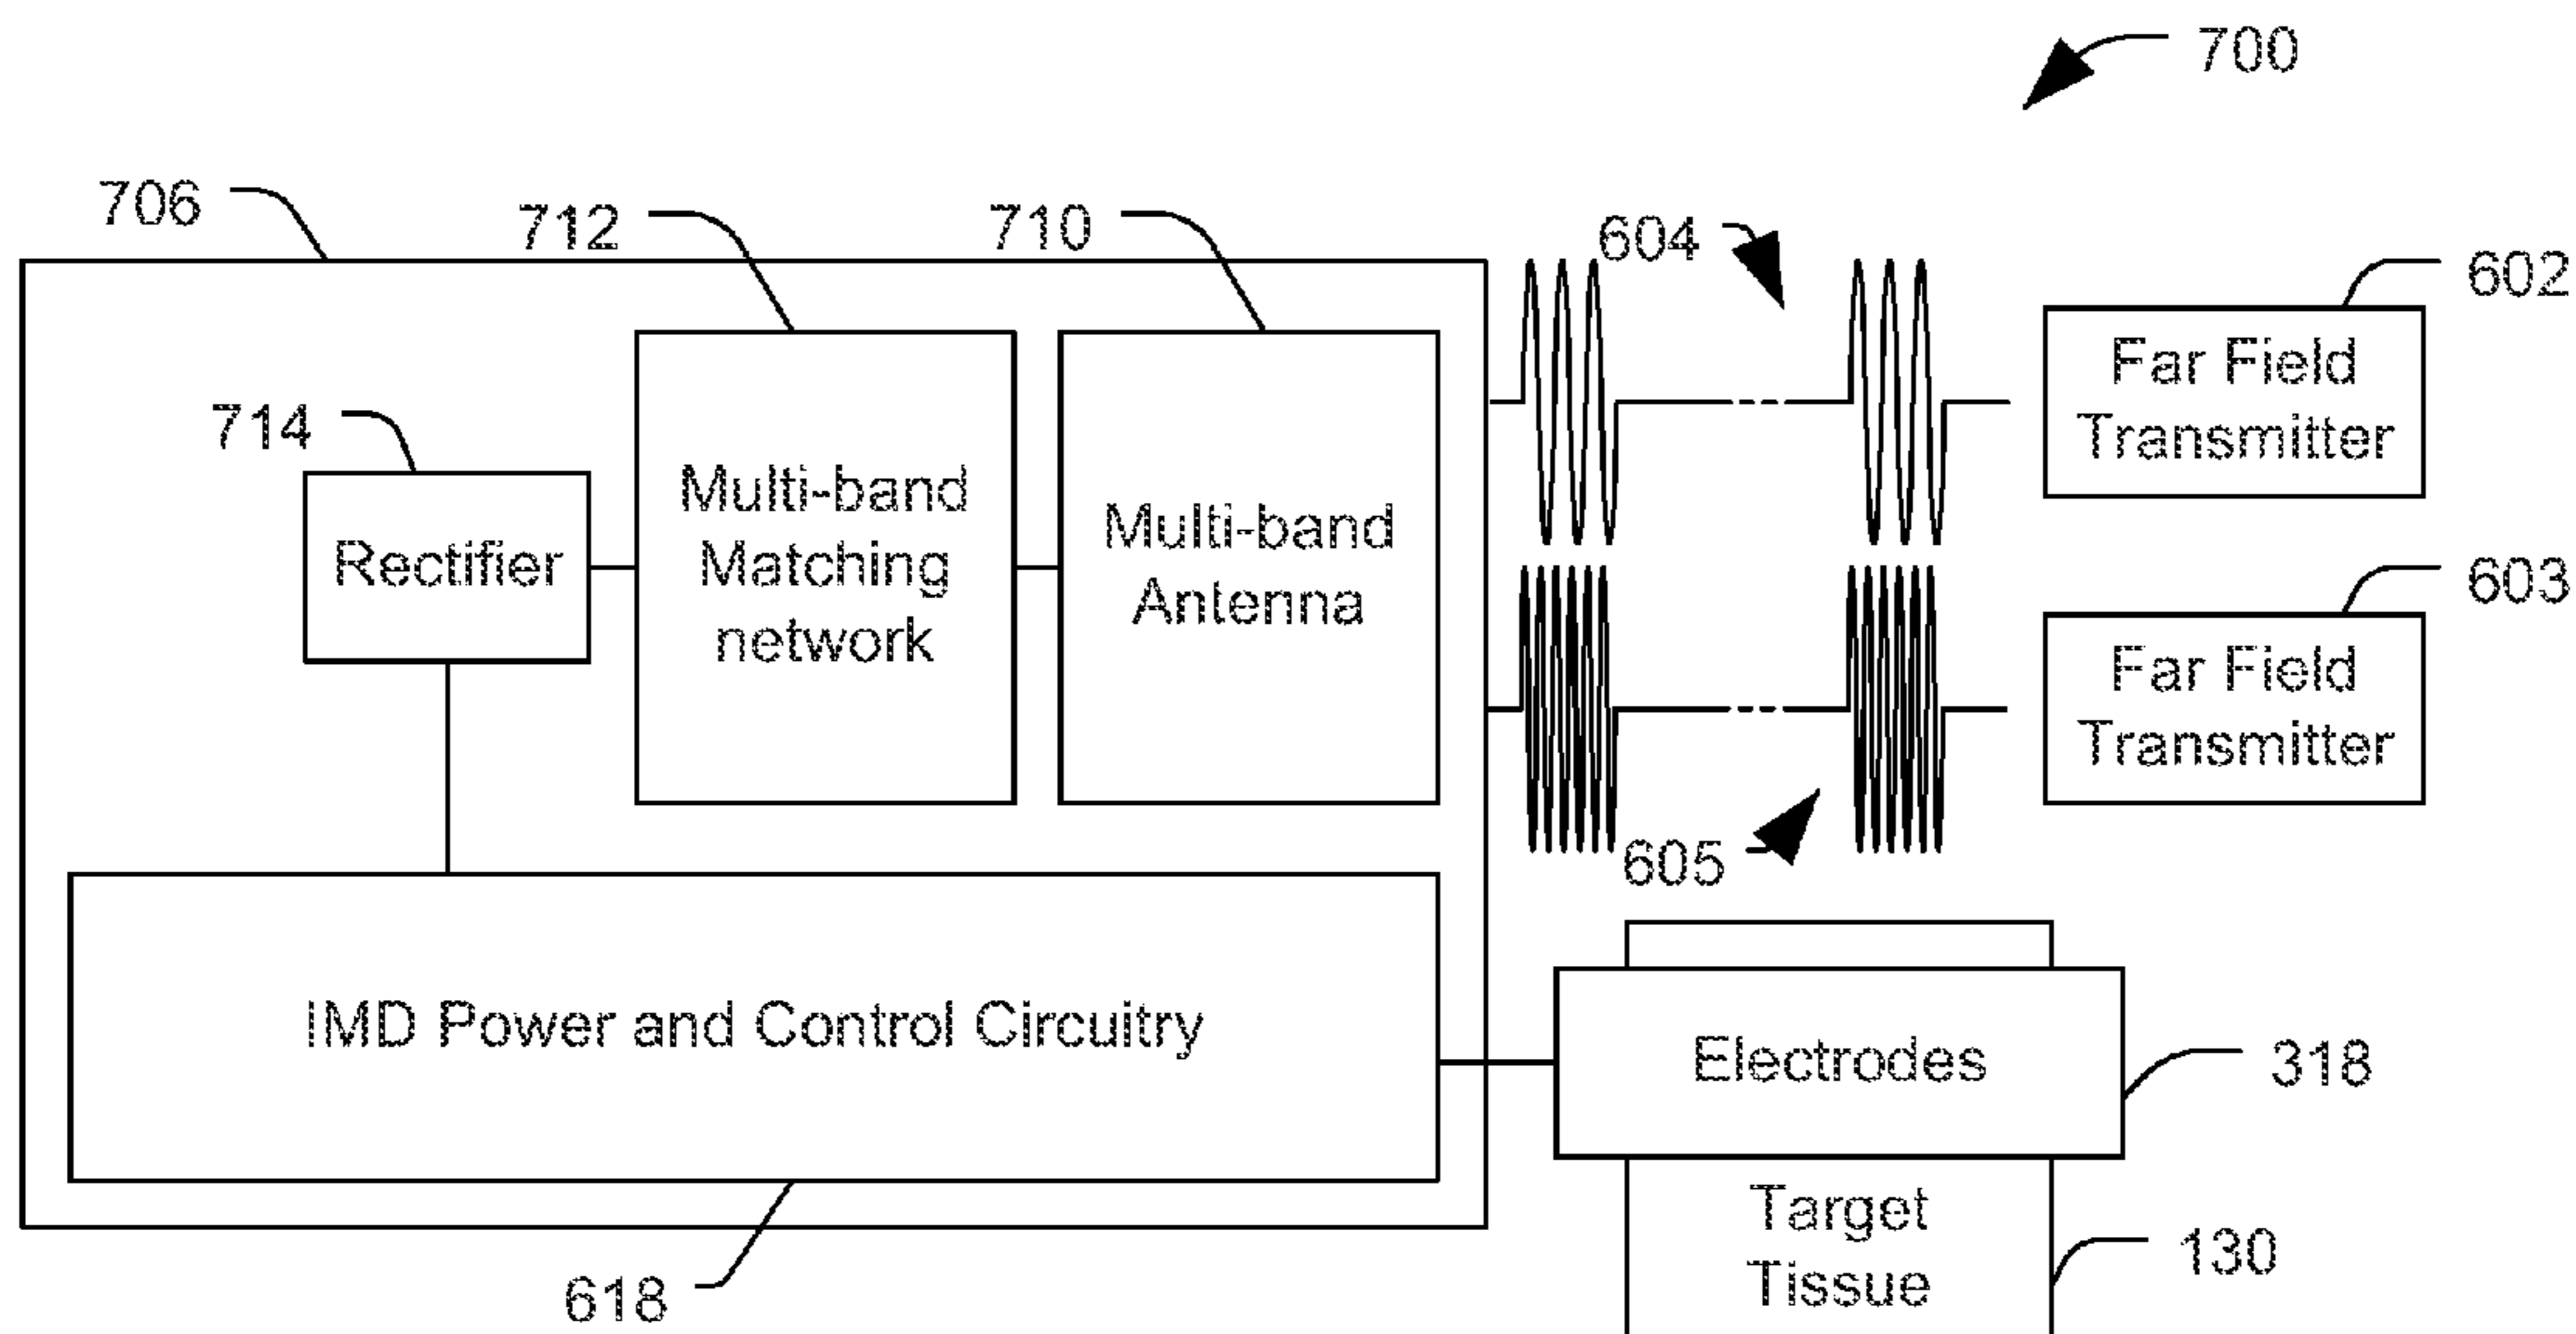 700
706
712
710
604
602
Far Field
Transmitter
714
Multi-band
Matching
network
Multi-band
Antenna
Rectifier
603
Far Field
Transmitter
605
IMD Power and Control Circuitry
Electrodes
318
Target
Tissue
130
618